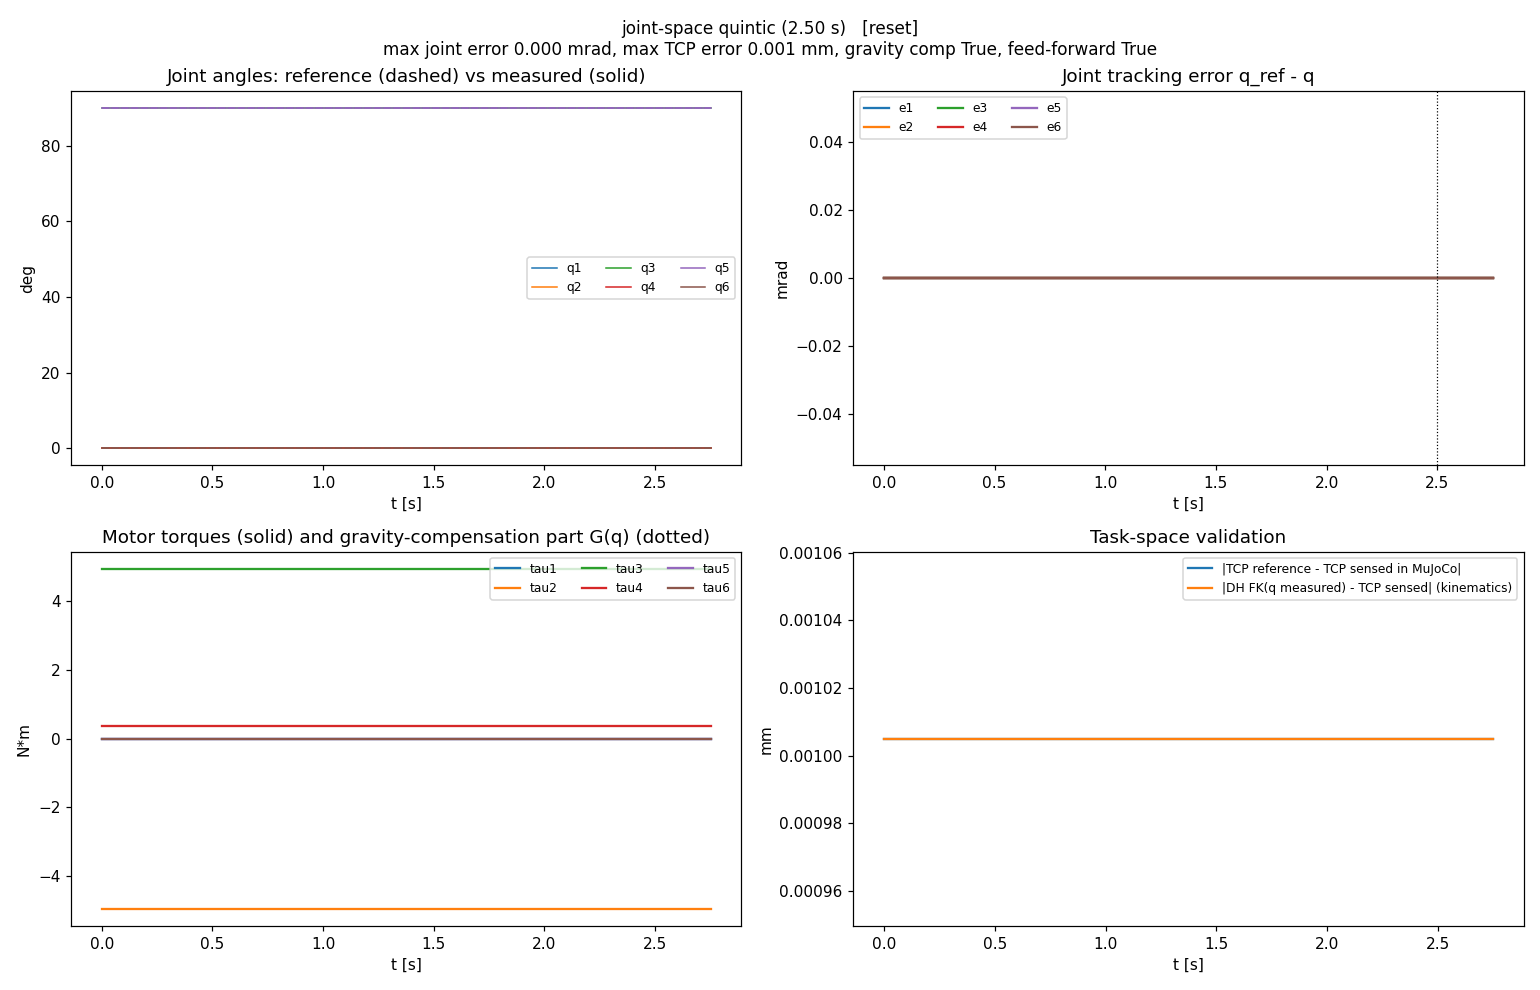 joint-space quintic (2.50 s)   [reset]
max joint error 0.000 mrad, max TCP error 0.001 mm, gravity comp True, feed-forward True
Joint angles: reference (dashed) vs measured (solid)
80
60
40
20
0
deg
q1 q3 q5
q2 q4 q6
0.0 0.5 1.0 1.5 2.0 2.5
t [s]
Joint tracking error q_ref - q
e1 e3 e5
e2 e4 e6
0.04
0.02
0.00
−0.02
−0.04
mrad
0.0 0.5 1.0 1.5 2.0 2.5
t [s]
Motor torques (solid) and gravity-compensation part G(q) (dotted)
tau1 tau3 tau5
tau2 tau4 tau6
4
2
0
−2
−4
N*m
0.0 0.5 1.0 1.5 2.0 2.5
t [s]
Task-space validation
|TCP reference - TCP sensed in MuJoCo|
|DH FK(q measured) - TCP sensed| (kinematics)
0.00106
0.00104
0.00102
0.00100
0.00098
0.00096
mm
0.0 0.5 1.0 1.5 2.0 2.5
t [s]